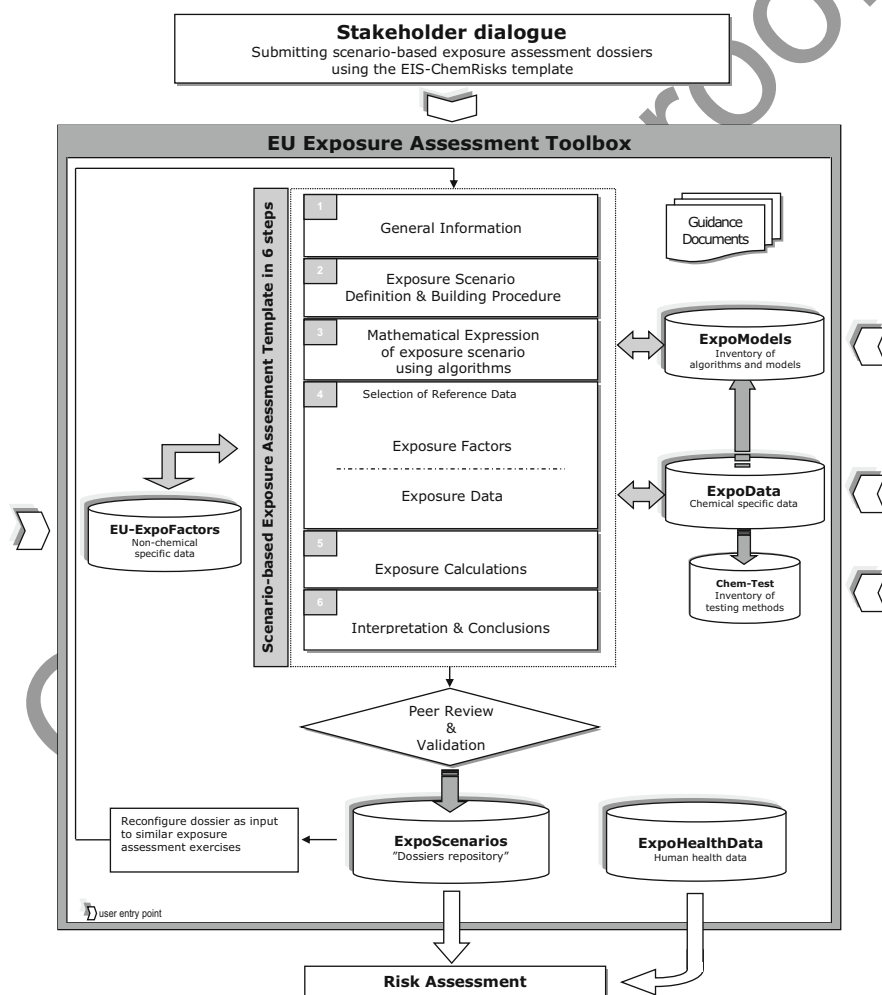 Stakeholder dialogue
Submitting scenario-based exposure assessment dossiers
using the EIS-ChemRisks template
EU Exposure Assessment Toolbox
Scenario-based Exposure Assessment Template in 6 steps
1
General Information
2
Exposure Scenario
Definition & Building Procedure
3
Mathematical Expression
of exposure scenario
using algorithms
4
Selection of Reference Data
Exposure Factors
Exposure Data
5
Exposure Calculations
6
Interpretation & Conclusions
Guidance
Documents
ExpoModels
Inventory of
algorithms and models
ExpoData
Chemical specific data
Chem-Test
Inventory of
testing methods
EU-ExpoFactors
Non-chemical
specific data
Peer Review
&
Validation
Reconfigure dossier as input
to similar exposure
assessment exercises
ExpoScenarios
"Dossiers repository"
ExpoHealthData
Human health data
user entry point
Risk Assessment